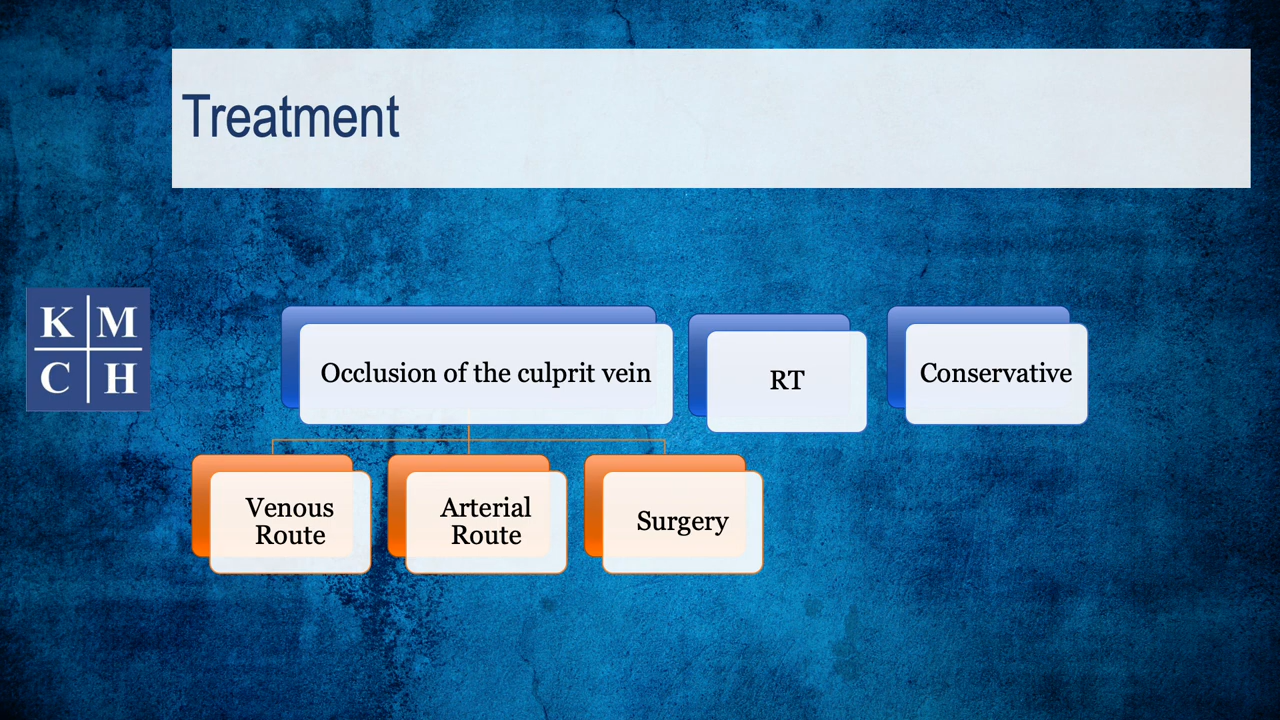 Treatment
K M
C H
Occlusion of the culprit vein
RT
Conservative
Venous
Route
Arterial
Route
Surgery